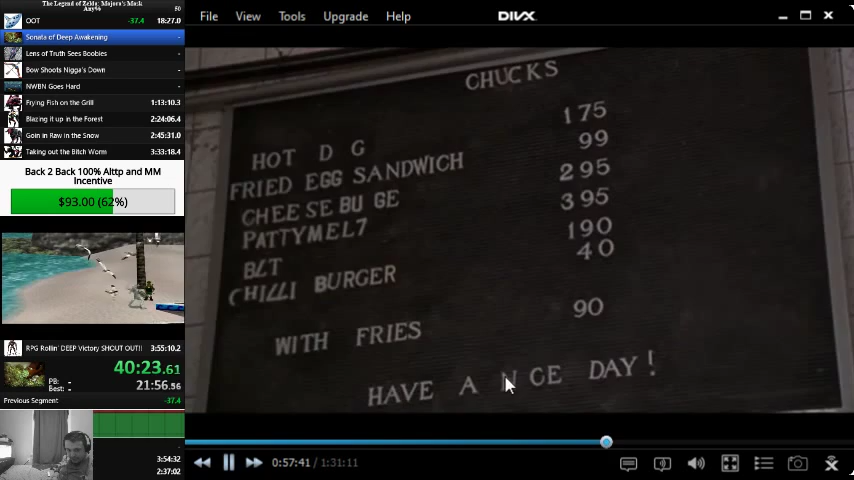 The Legend of Zelda: Majora's Mask
Any%
50
OOT -37.4 18:27.0
Sonata of Deep Awakening -
Lens of Truth Sees Boobies -
Bow Shoots Nigga's Down -
NWBN Goes Hard -
Frying Fish on the Grill 1:13:10.3
Blazing it up in the Forest 2:24:06.4
Goin in Raw in the Snow 2:45:31.0
Taking out the Bitch Worm 3:33:18.4
Back 2 Back 100% Alttp and MM
Incentive
$93.00 (62%)
RPG Rollin' DEEP Victory SHOUT OUT!! 3:55:10.2
40:23.61
PB: -
Best: -
21:56.56
Previous Segment -37.4
-
3:54:32
2:37:02
File View Tools Upgrade Help
DIVX
CHUCKS
HOT D G 175
FRIED EGG SANDWICH 99
CHEESE BU GE 295
PATTYMEL7 395
BLT 190
CHILLI BURGER 40
WITH FRIES 90
HAVE A N CE DAY!
0:57:41 / 1:31:11